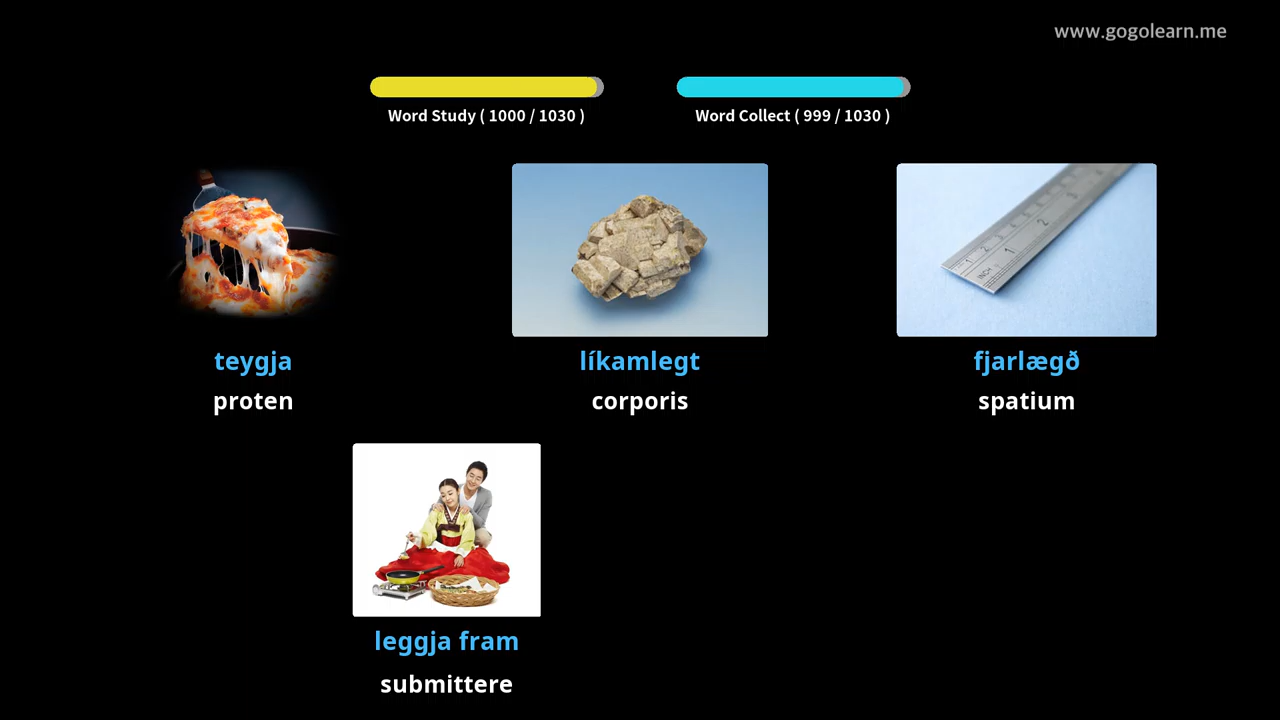 www.gogolearn.me
Word Study ( 1000 / 1030 )
Word Collect ( 999 / 1030 )
teygja
proten
líkamlegt
corporis
fjarlægð
spatium
leggja fram
submittere